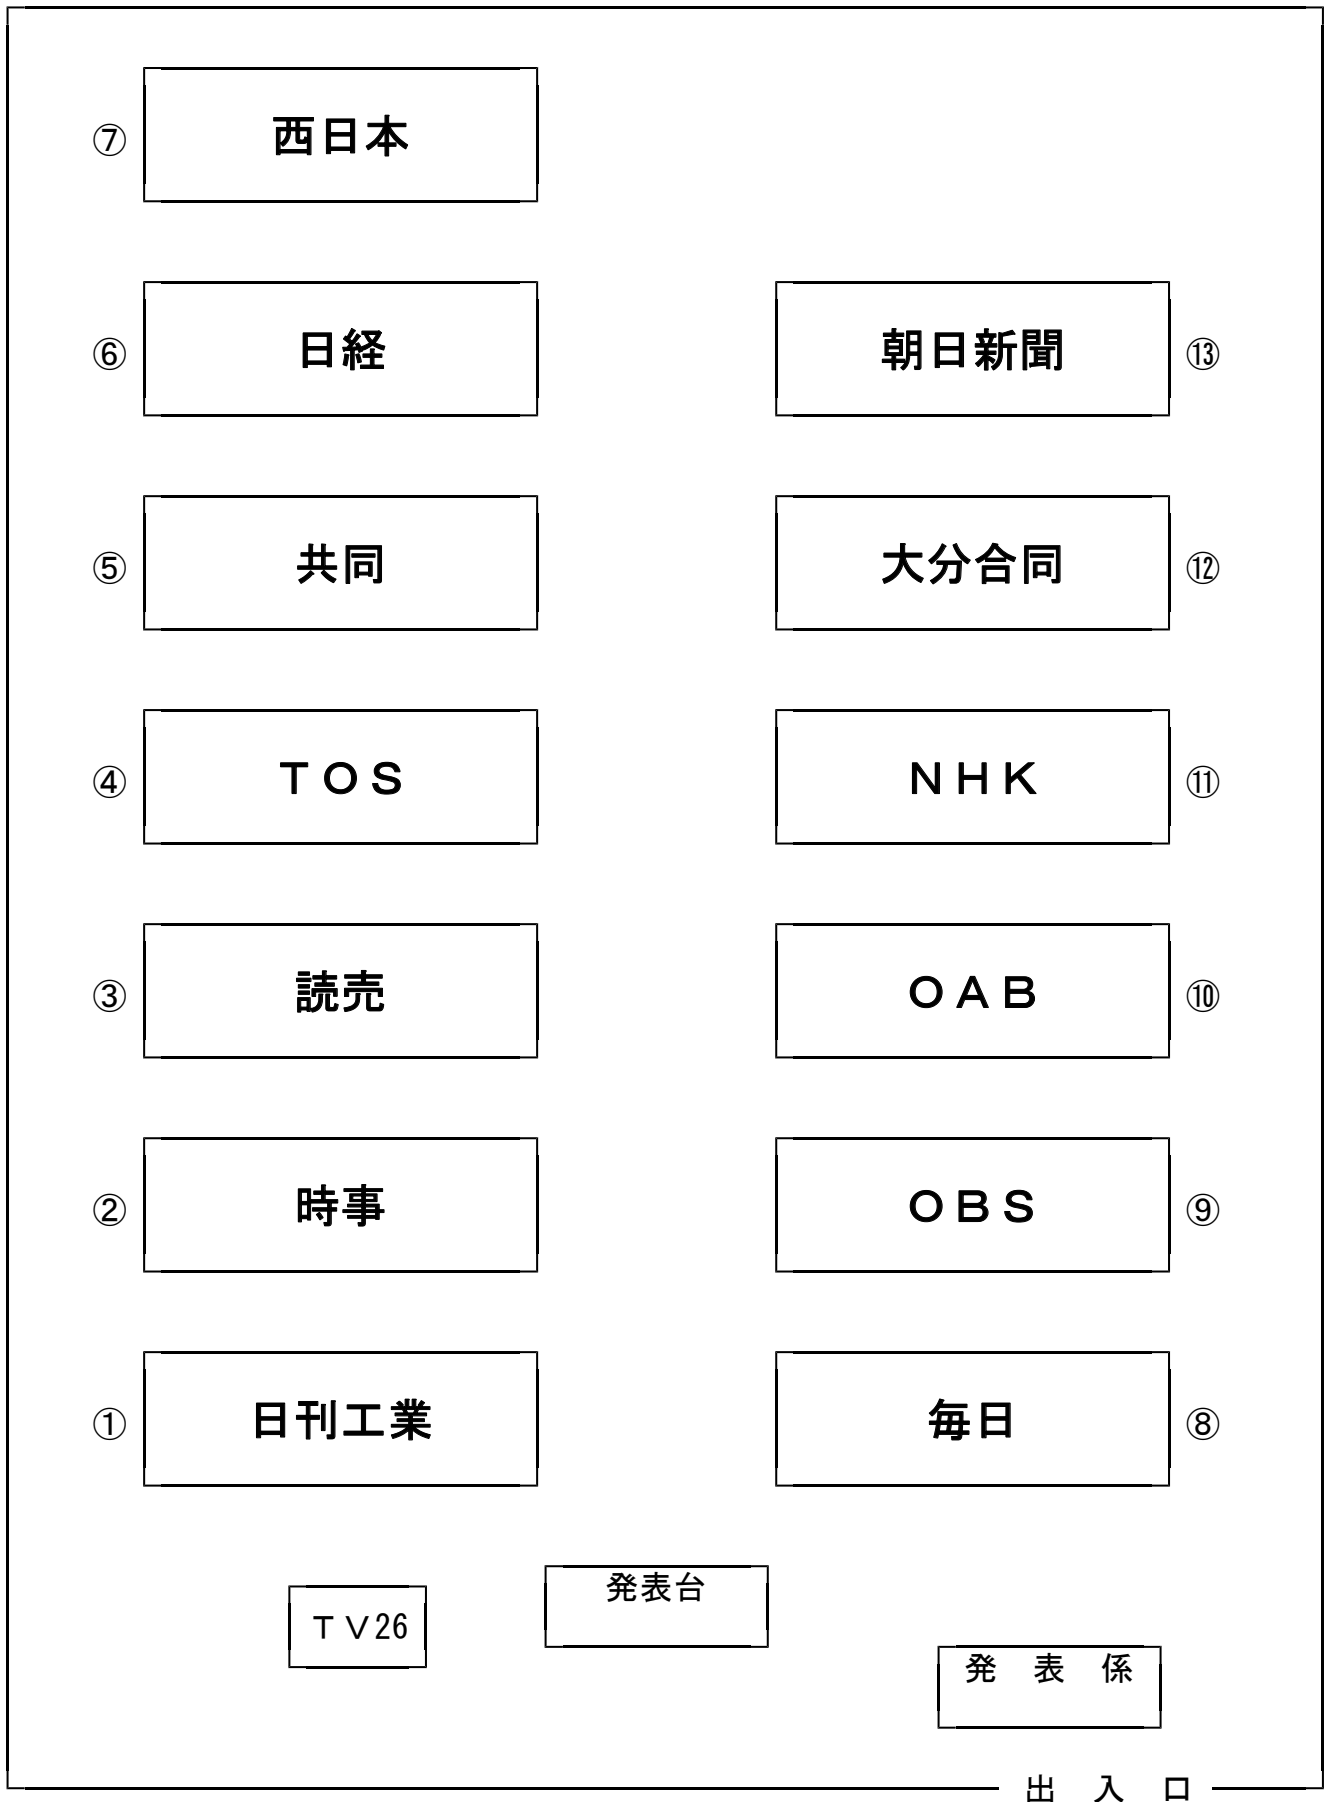 ⑦ 西日本
⑥ 日経 朝日新聞 ⑬
⑤ 共同 大分合同 ⑫
④ ＴＯＳ ＮＨＫ ⑪
③ 読売 ＯＡＢ ⑩
② 時事 ＯＢＳ ⑨
① 日刊工業 毎日 ⑧
発表台
ＴＶ26
発　表　係
出　入　口